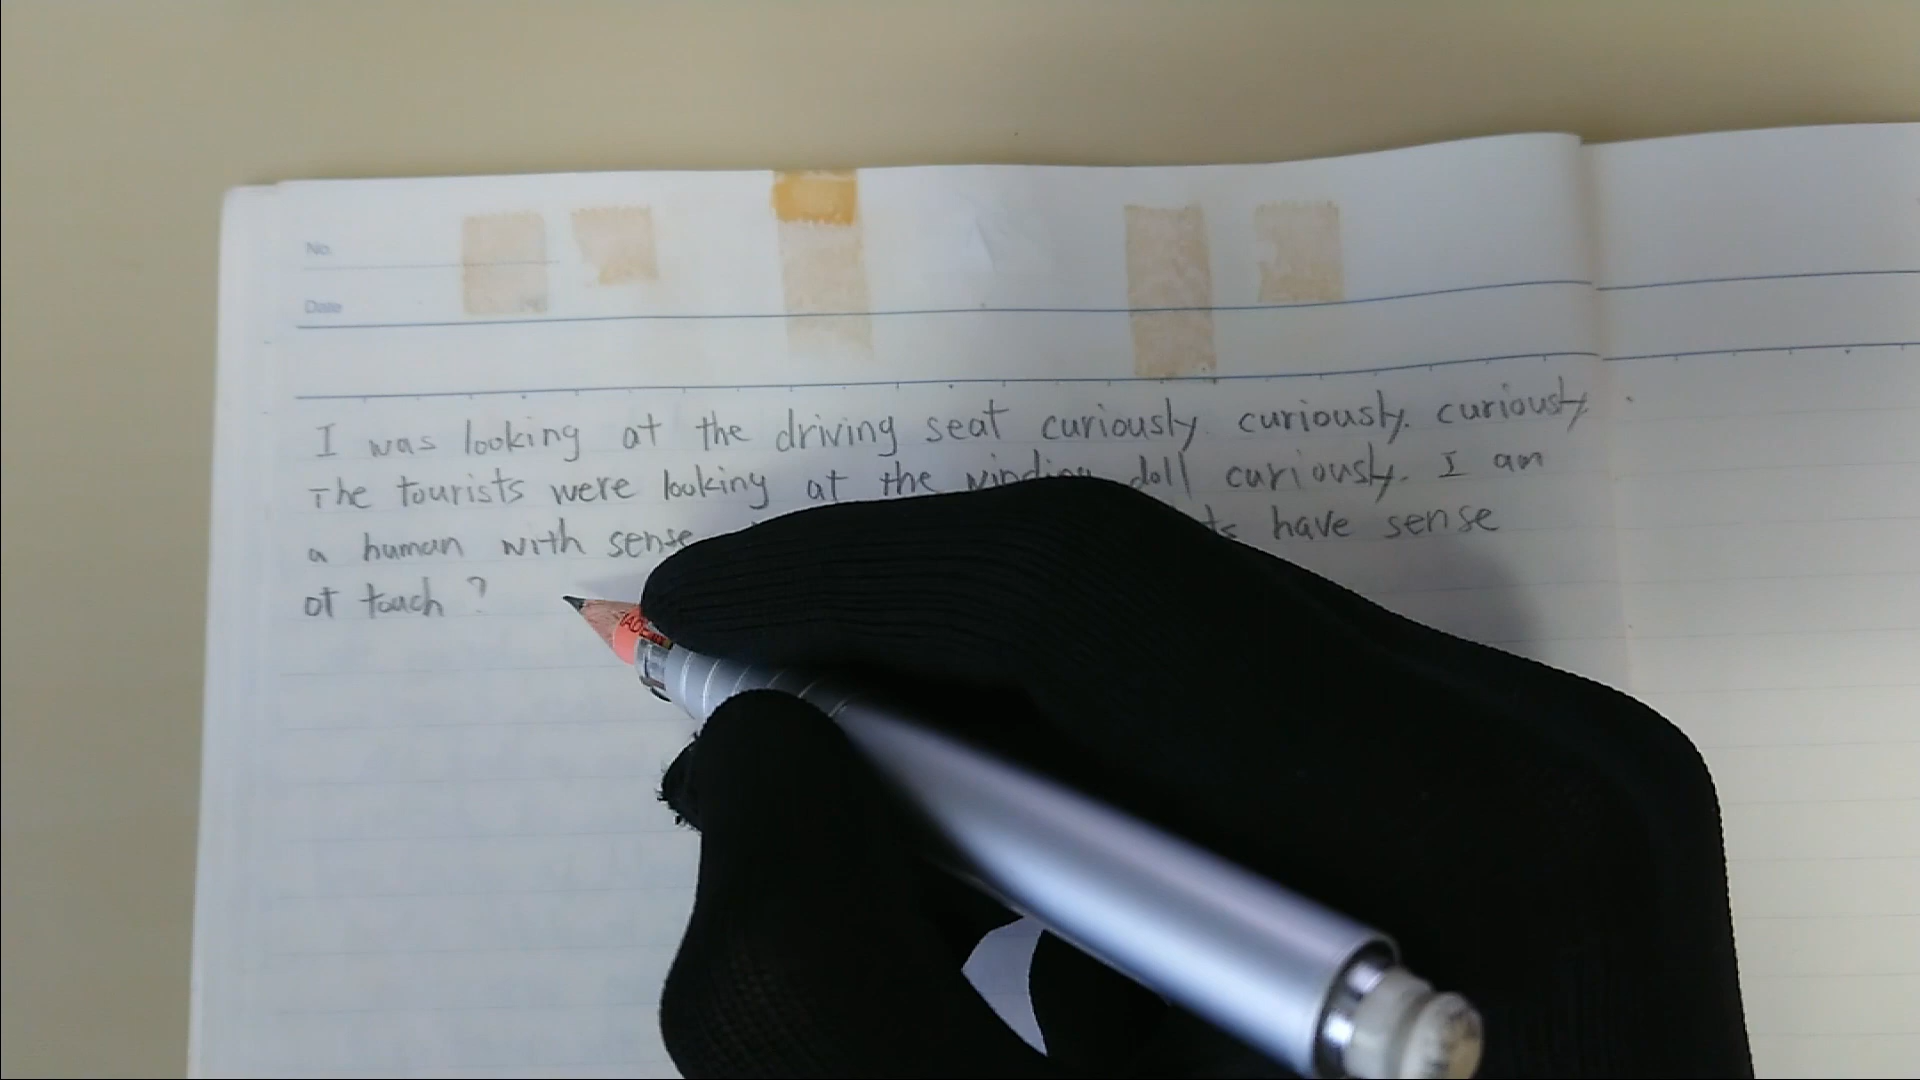 No.
Date
I was looking at the driving seat curiously curiously. curiously.
The tourists were looking at the winding doll curiously. I am
a human with sense have sense
of touch?